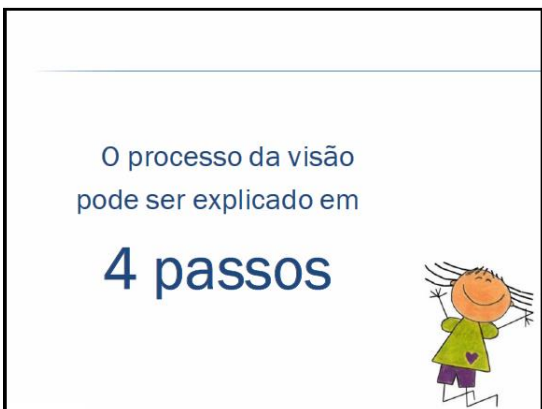 O processo da visão
pode ser explicado em
4 passos